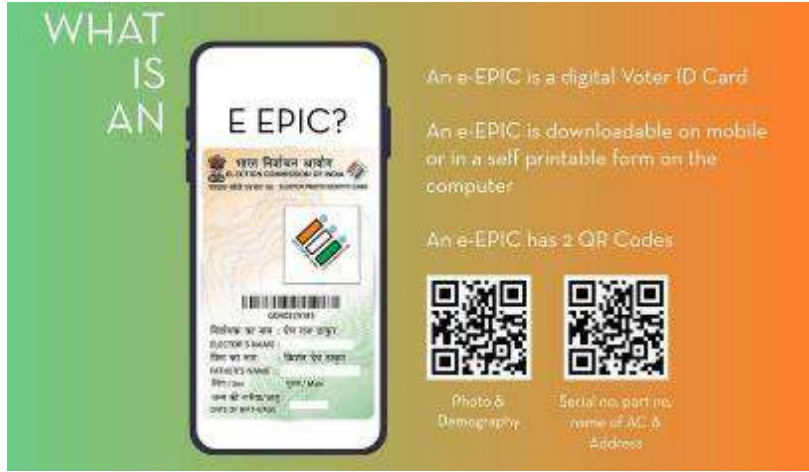 WHAT
IS
AN
E EPIC?
भारत निर्वाचन आयोग
ELECTION COMMISSION OF INDIA
ELECTOR PHOTO IDENTITY CARD
निर्वाचक का नाम :
ELECTOR'S NAME :
पिता का नाम :
FATHER'S NAME :
लिंग / Sex : पुरुष / Male
DATE OF BIRTH/AGE
An e-EPIC is a digital Voter ID Card
An e-EPIC is downloadable on mobile
or in a self printable form on the
computer
An e-EPIC has 2 QR Codes
Photo &
Demography
Serial no, part no,
name of AC &
Address